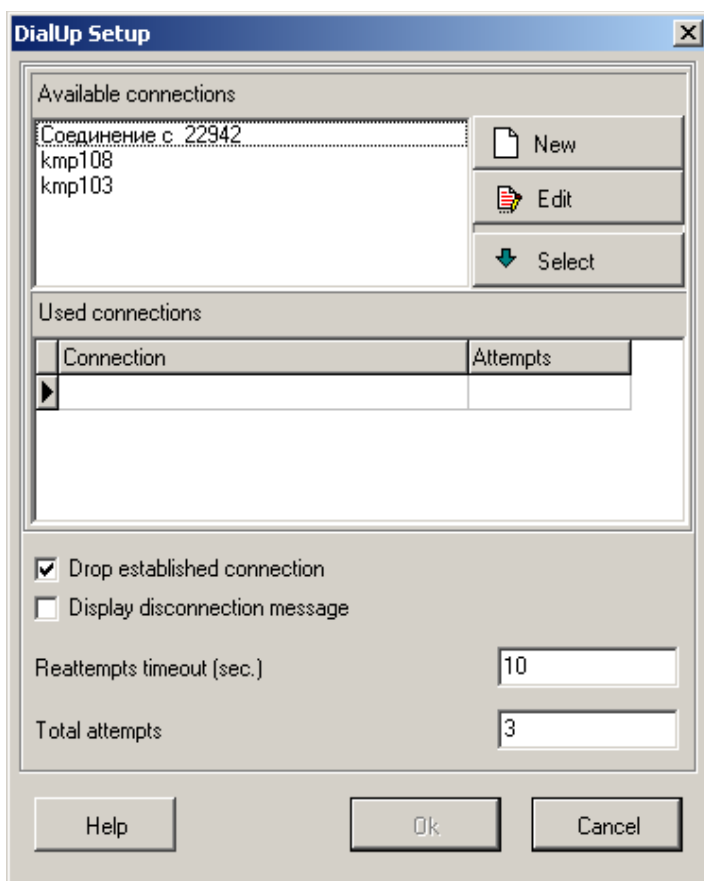 DialUp Setup
Available connections
Соединение с 22942
kmp108
kmp103
New
Edit
Select
Used connections
Connection Attempts
Drop established connection
Display disconnection message
Reattempts timeout (sec.) 10
Total attempts 3
Help Ok Cancel